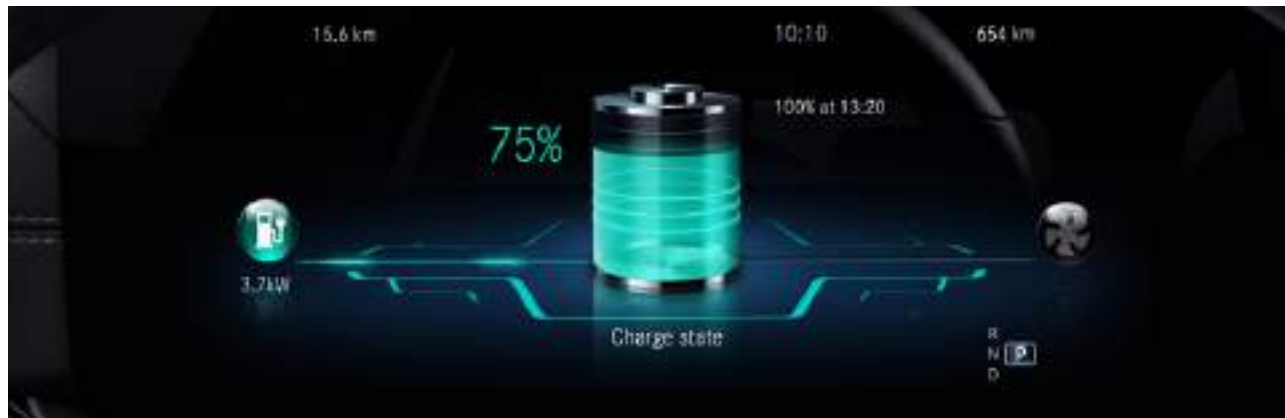 15.6 km
10:10
654 km
100% at 13:20
75%
3.7kW
Charge state
R
N P
D